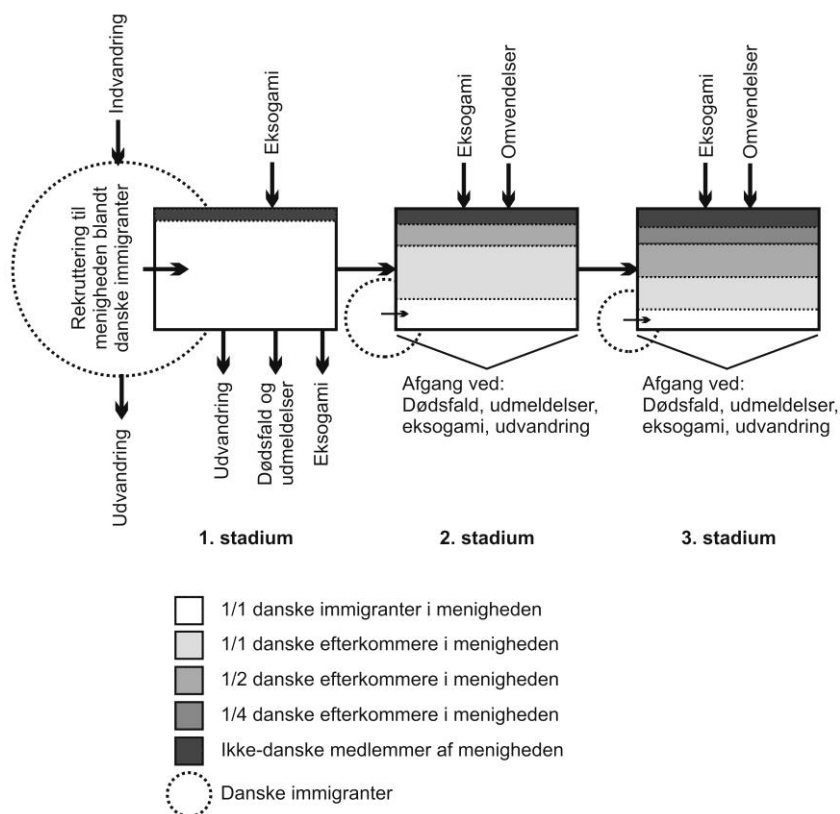 Indvandring
Rekruttering til
menigheden blandt
danske immigranter
Udvandring
Eksogami
Udvandring
Dødsfald og
udmeldelser
Eksogami
Eksogami
Omvendelser
Afgang ved:
Dødsfald, udmeldelser,
eksogami, udvandring
Eksogami
Omvendelser
Afgang ved:
Dødsfald, udmeldelser,
eksogami, udvandring
1. stadium
2. stadium
3. stadium
1/1 danske immigranter i menigheden
1/1 danske efterkommere i menigheden
1/2 danske efterkommere i menigheden
1/4 danske efterkommere i menigheden
Ikke-danske medlemmer af menigheden
Danske immigranter